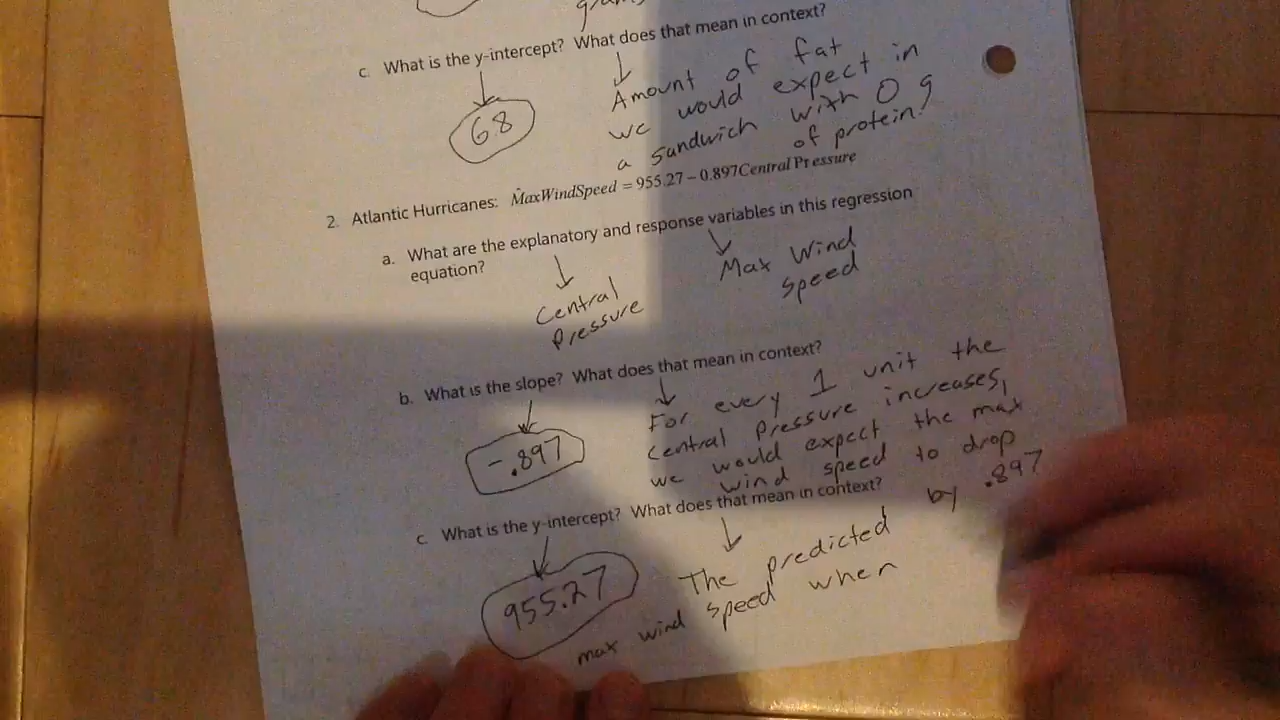 c. What is the y-intercept? What does that mean in context?
Amount of fat
we would expect in
a sandwich with 0 g
of protein.
2. Atlantic Hurricanes: M̂axWindSpeed = 955.27 – 0.897Central Pressure
a. What are the explanatory and response variables in this regression
equation?
Central
Pressure
Max Wind
speed
b. What is the slope? What does that mean in context?
-.897
For every 1 unit the
central pressure increases,
we would expect the max
wind speed to drop
by .897
c. What is the y-intercept? What does that mean in context?
955.27
The predicted
max wind speed when